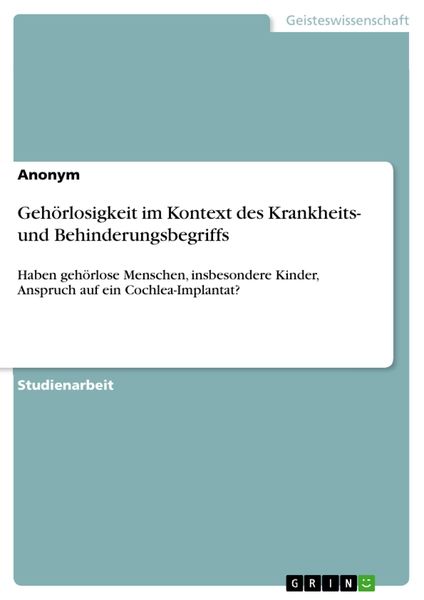 Geisteswissenschaft
Anonym
Gehörlosigkeit im Kontext des Krankheits-
und Behinderungsbegriffs
Haben gehörlose Menschen, insbesondere Kinder,
Anspruch auf ein Cochlea-Implantat?
Studienarbeit
GRIN